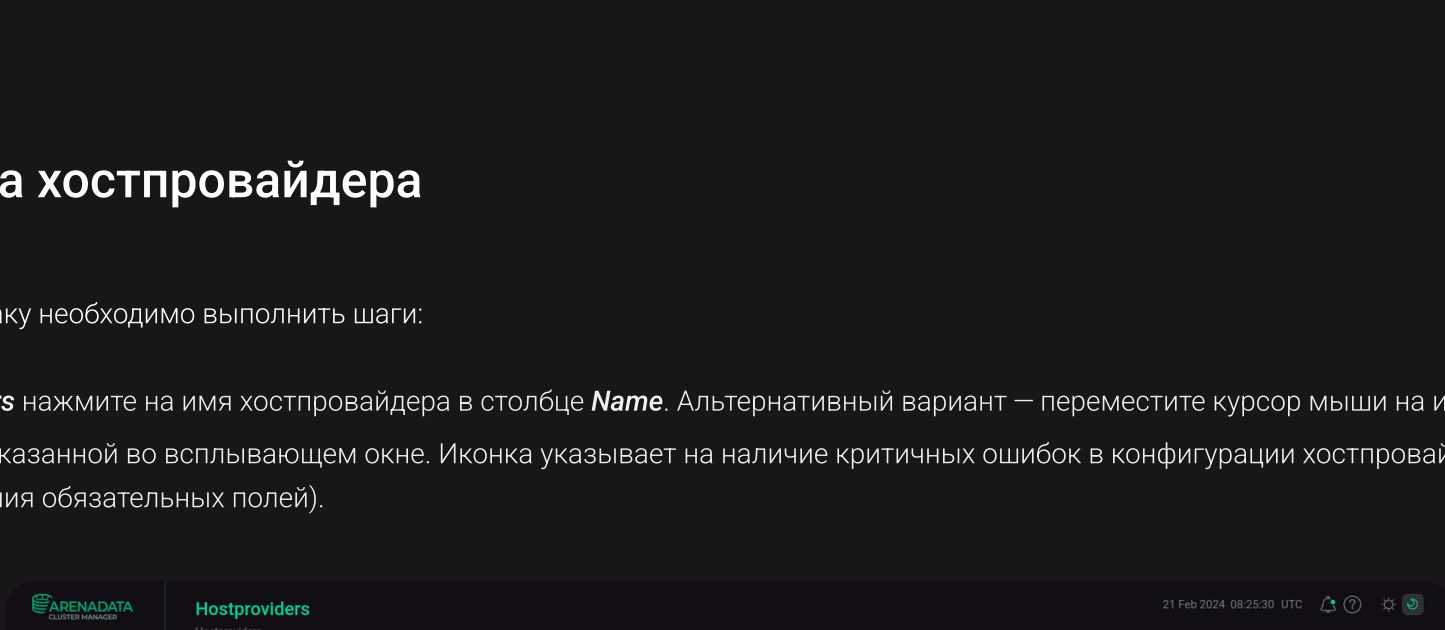 а хостпровайдера
аку необходимо выполнить шаги:
rs нажмите на имя хостпровайдера в столбце Name. Альтернативный вариант — переместите курсор мыши на и
казанной во всплывающем окне. Иконка указывает на наличие критичных ошибок в конфигурации хостпровай
ия обязательных полей).
ARENADATA
CLUSTER MANAGER
Hostproviders
21 Feb 2024 08:25:30 UTC